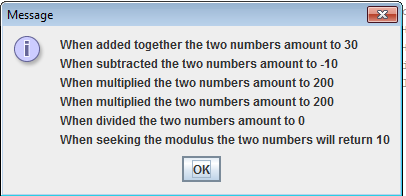 Message
When added together the two numbers amount to 30
When subtracted the two numbers amount to -10
When multiplied the two numbers amount to 200
When multiplied the two numbers amount to 200
When divided the two numbers amount to 0
When seeking the modulus the two numbers will return 10
OK